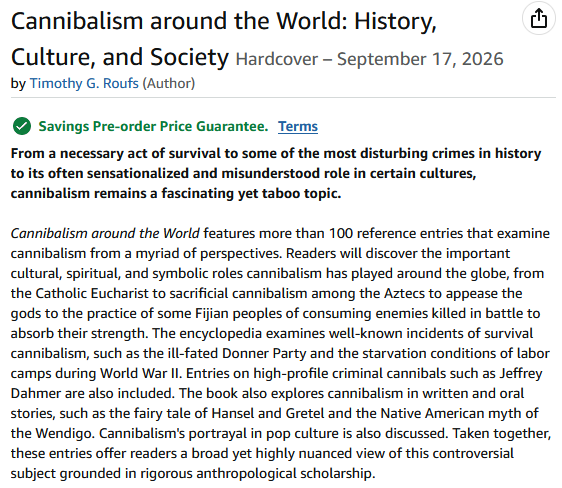 Cannibalism around the World: History,
Culture, and Society Hardcover – September 17, 2026
by Timothy G. Roufs (Author)
Savings Pre-order Price Guarantee. Terms
From a necessary act of survival to some of the most disturbing crimes in history
to its often sensationalized and misunderstood role in certain cultures,
cannibalism remains a fascinating yet taboo topic.
Cannibalism around the World features more than 100 reference entries that examine
cannibalism from a myriad of perspectives. Readers will discover the important
cultural, spiritual, and symbolic roles cannibalism has played around the globe, from
the Catholic Eucharist to sacrificial cannibalism among the Aztecs to appease the
gods to the practice of some Fijian peoples of consuming enemies killed in battle to
absorb their strength. The encyclopedia examines well-known incidents of survival
cannibalism, such as the ill-fated Donner Party and the starvation conditions of labor
camps during World War II. Entries on high-profile criminal cannibals such as Jeffrey
Dahmer are also included. The book also explores cannibalism in written and oral
stories, such as the fairy tale of Hansel and Gretel and the Native American myth of
the Wendigo. Cannibalism's portrayal in pop culture is also discussed. Taken together,
these entries offer readers a broad yet highly nuanced view of this controversial
subject grounded in rigorous anthropological scholarship.